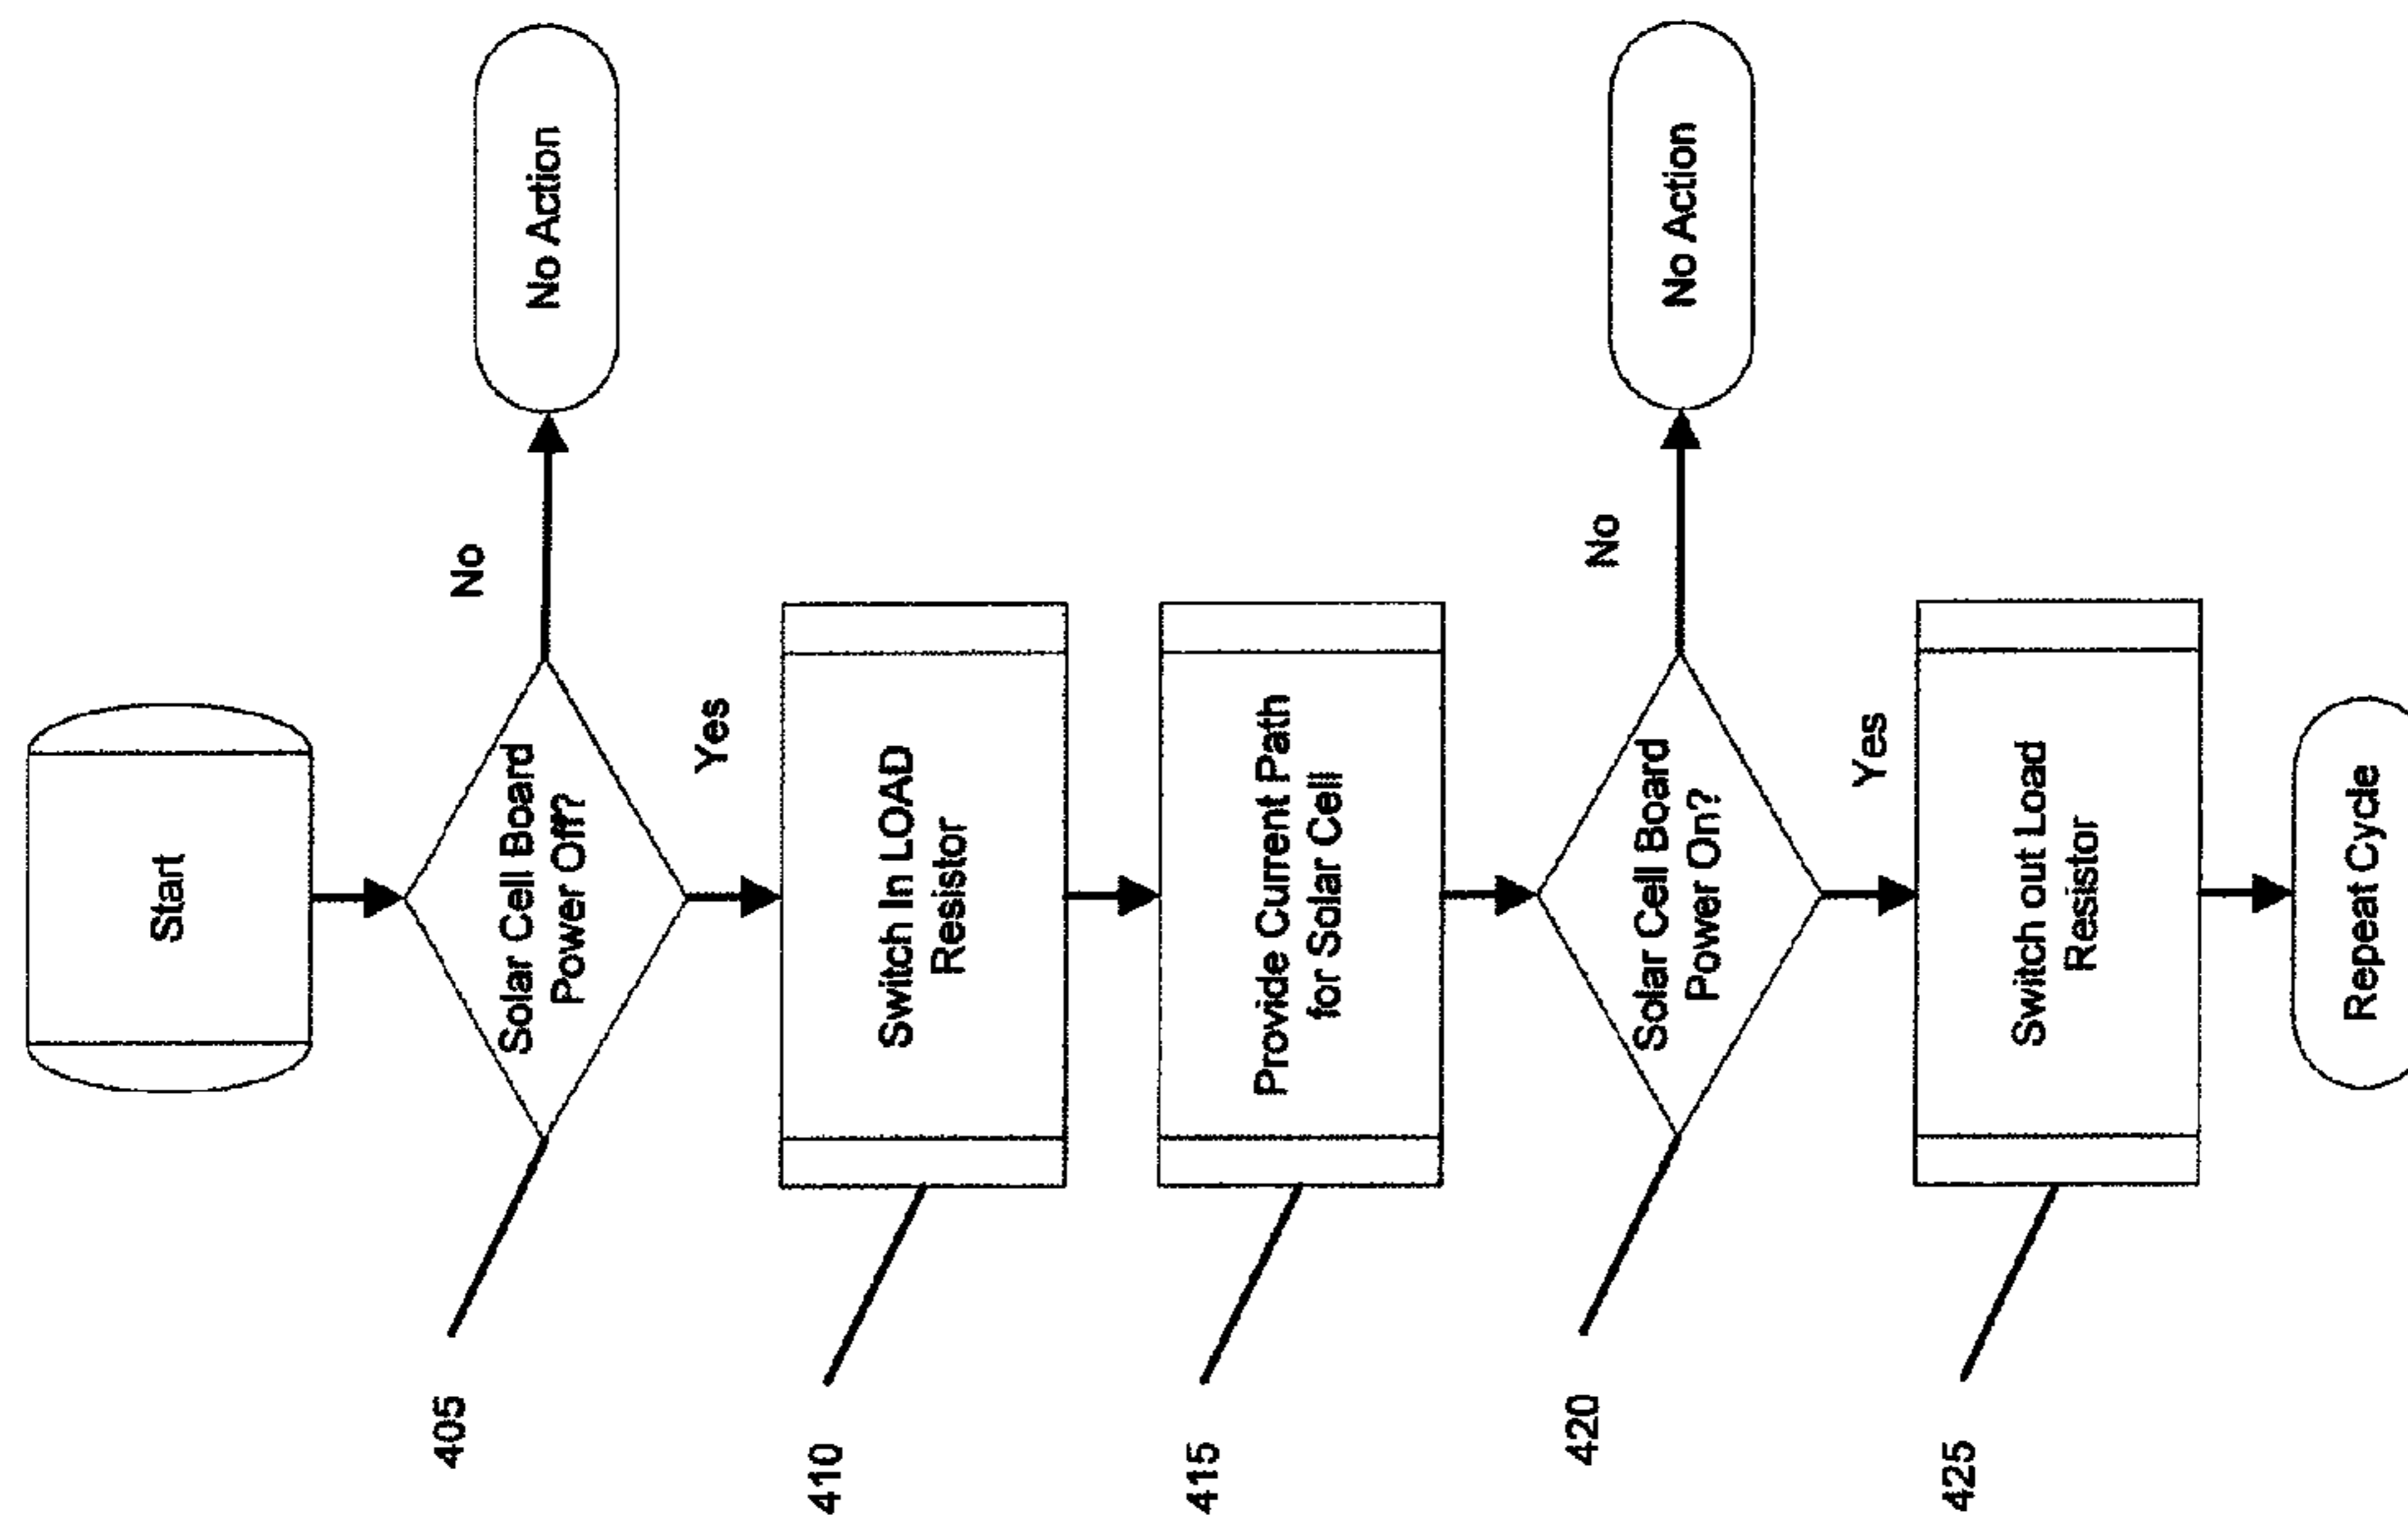 Start
405
Solar Cell Board
Power Off?
No
No Action
Yes
410
Switch In LOAD
Resistor
415
Provide Current Path
for Solar Cell
420
Solar Cell Board
Power On?
No
No Action
Yes
425
Switch out Load
Resistor
Repeat Cycle